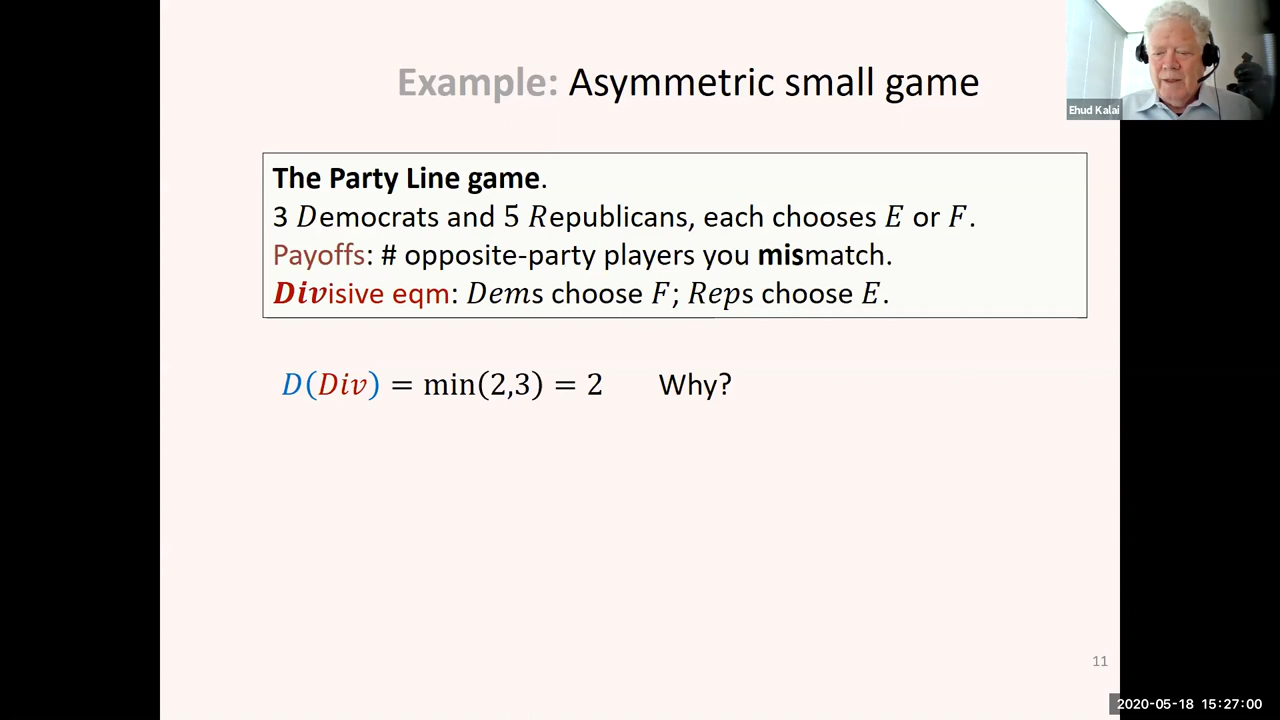 Example: Asymmetric small game
Ehud Kalai
The Party Line game.
3 Democrats and 5 Republicans, each chooses E or F.
Payoffs: # opposite-party players you mismatch.
Divisive eqm: Dems choose F; Reps choose E.
D(Div) = min(2,3) = 2 Why?
11
2020-05-18 15:27:00